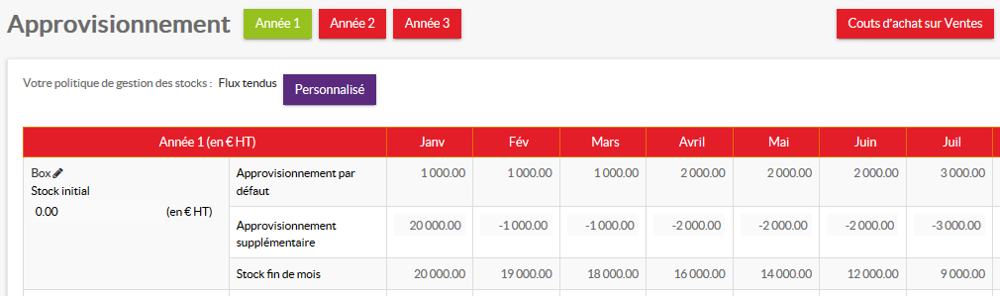 Approvisionnement Année 1 Année 2 Année 3 Couts d'achat sur Ventes
Votre politique de gestion des stocks : Flux tendus Personnalisé
Année 1 (en € HT) Janv Fév Mars Avril Mai Juin Juil
Box Approvisionnement par 1 000.00 1 000.00 1 000.00 2 000.00 2 000.00 2 000.00 3 000.00
Stock initial défaut
0.00 (en € HT)
Approvisionnement 20 000.00 -1 000.00 -1 000.00 -2 000.00 -2 000.00 -2 000.00 -3 000.00
supplémentaire
Stock fin de mois 20 000.00 19 000.00 18 000.00 16 000.00 14 000.00 12 000.00 9 000.00